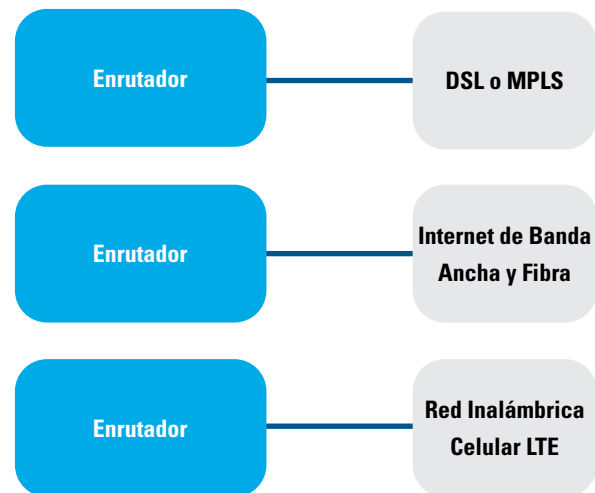 Enrutador
DSL o MPLS
Enrutador
Internet de Banda
Ancha y Fibra
Enrutador
Red Inalámbrica
Celular LTE